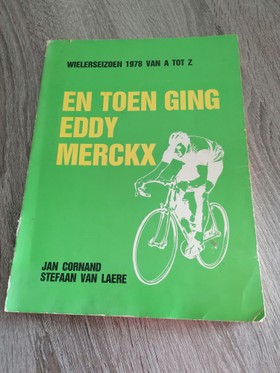 WIELERSEIZOEN 1978 VAN A TOT Z
EN TOEN GING
EDDY
MERCKX
JAN CORNAND
STEFAAN VAN LAERE